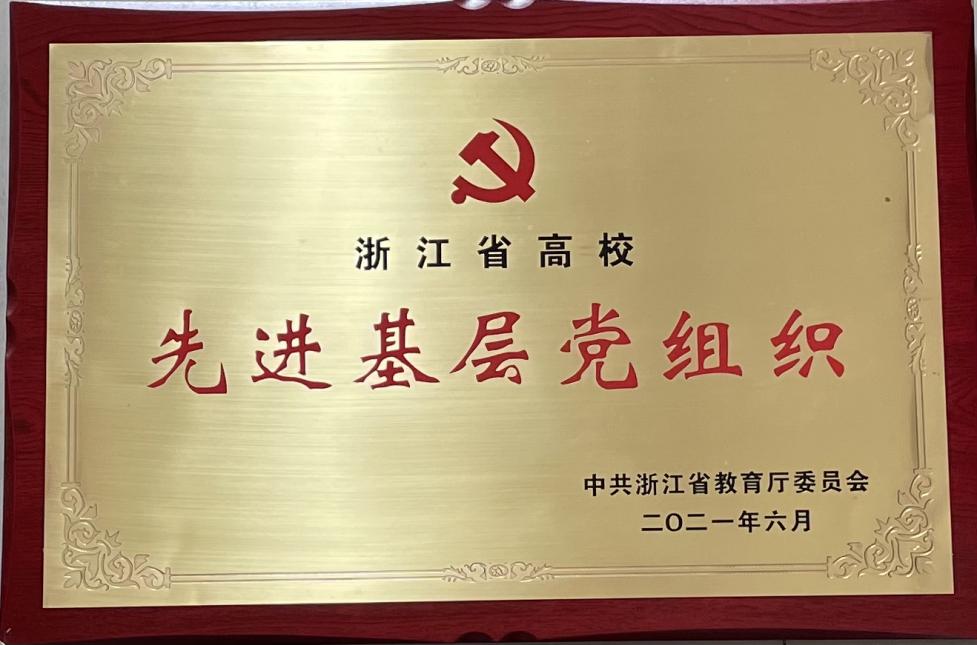 浙江省高校
先进基层党组织
中共浙江省教育厅委员会
二〇二一年六月